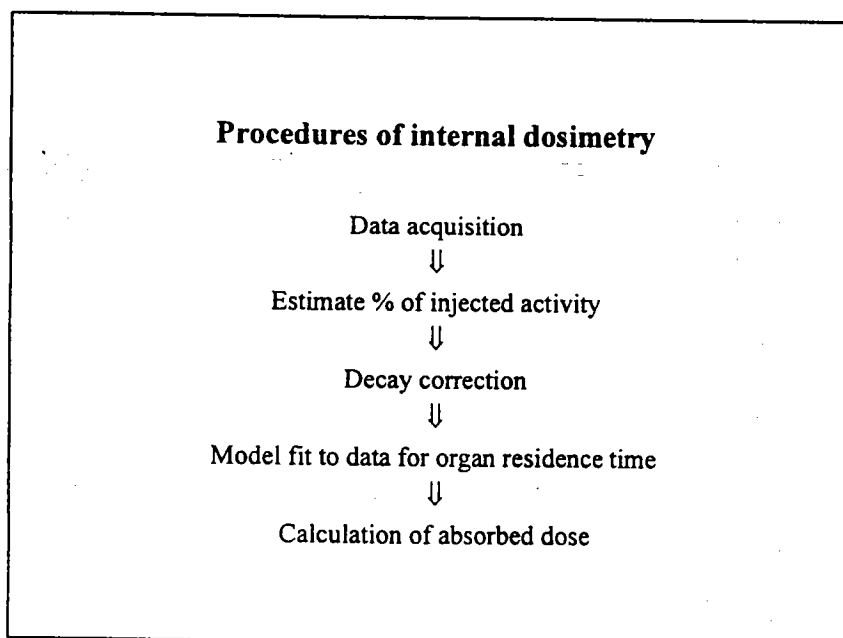 Procedures of internal dosimetry
Data acquisition
⇓
Estimate % of injected activity
⇓
Decay correction
⇓
Model fit to data for organ residence time
⇓
Calculation of absorbed dose